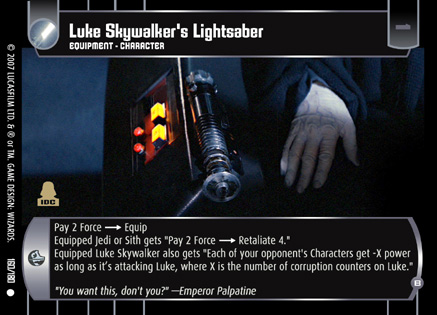 Luke Skywalker's Lightsaber
EQUIPMENT - CHARACTER
© 2007 LUCASFILM LTD. & ® or TM. GAME DESIGN: WIZARDS.
160/180
IDC
Pay 2 Force → Equip
Equipped Jedi or Sith gets "Pay 2 Force → Retaliate 4."
Equipped Luke Skywalker also gets "Each of your opponent's Characters get -X power
as long as it's attacking Luke, where X is the number of corruption counters on Luke."
"You want this, don't you?" —Emperor Palpatine